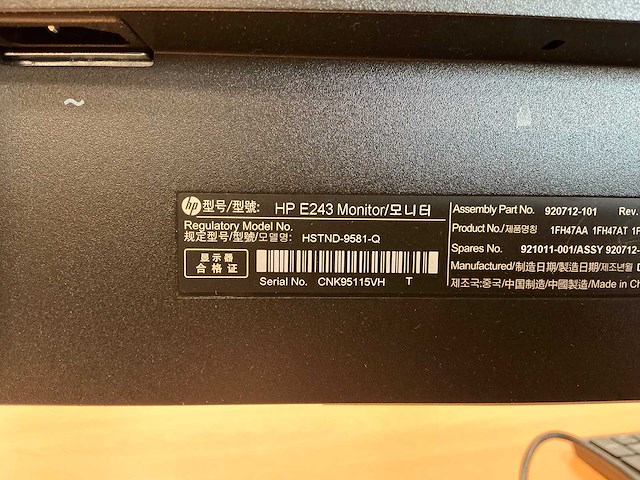 hp 型号/型號: HP E243 Monitor/모니터
Regulatory Model No.
规定型号/型號/모델명: HSTND-9581-Q
显示器
合格证
Serial No. CNK95115VH T
Assembly Part No. 920712-101 Rev.
Product No./제품명칭 1FH47AA 1FH47AT 1F
Spares No. 921011-001/ASSY 920712-
Manufactured/制造日期/製造日期/제조년월
제조국:중국/中国制造/中國製造/Made in Ch